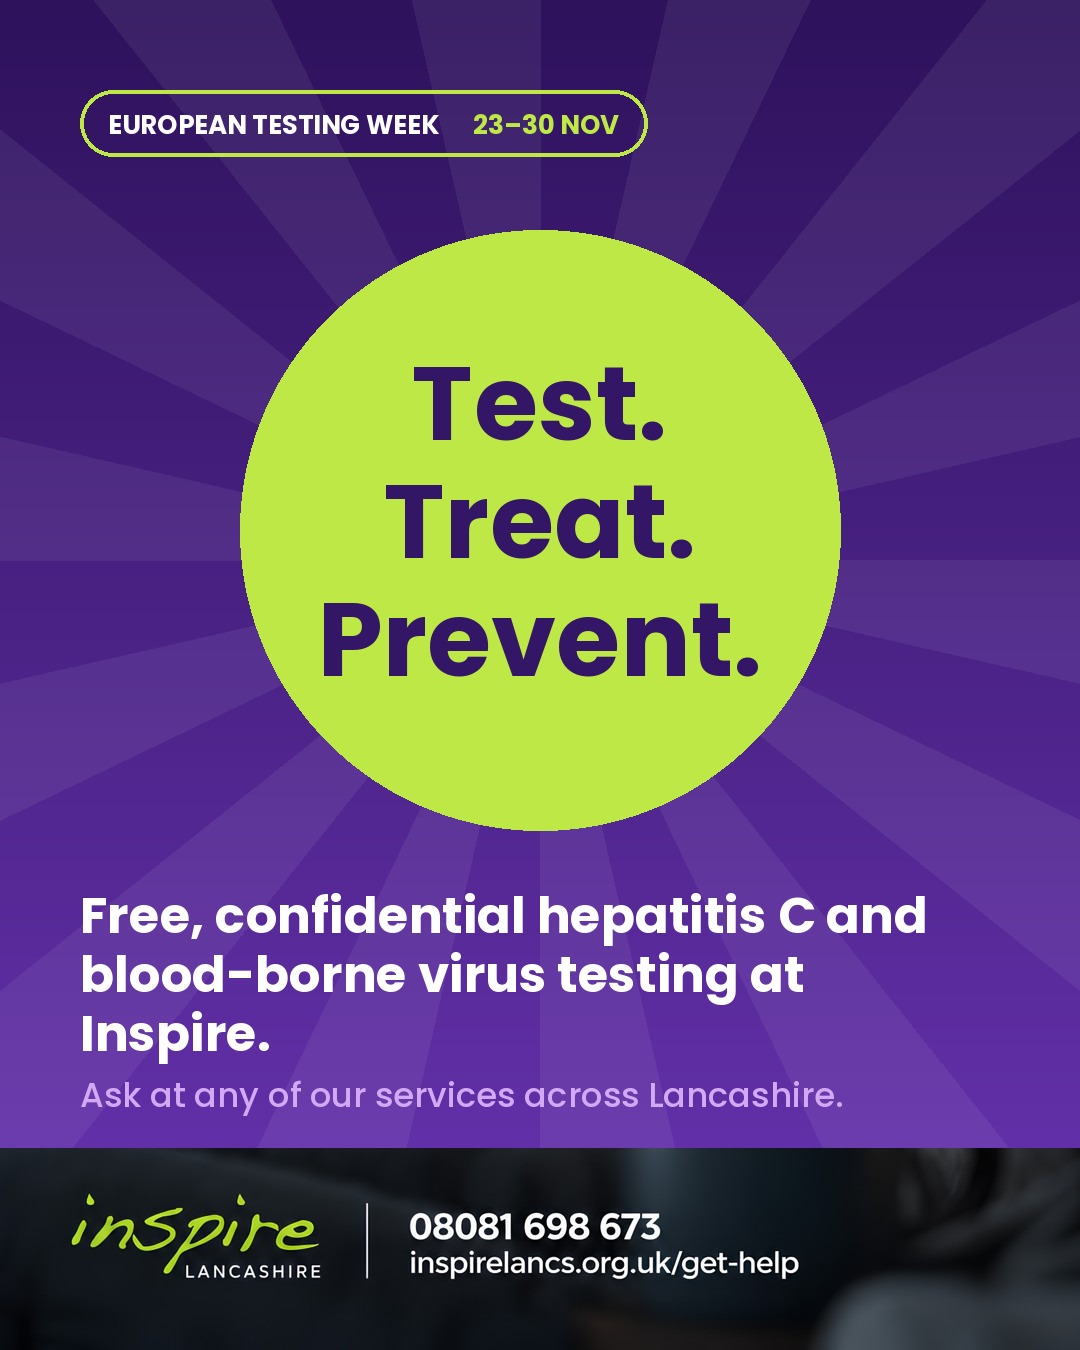 EUROPEAN TESTING WEEK 23–30 NOV
Test.
Treat.
Prevent.
Free, confidential hepatitis C and
blood-borne virus testing at
Inspire.
Ask at any of our services across Lancashire.
inspire
LANCASHIRE
08081 698 673
inspirelancs.org.uk/get-help